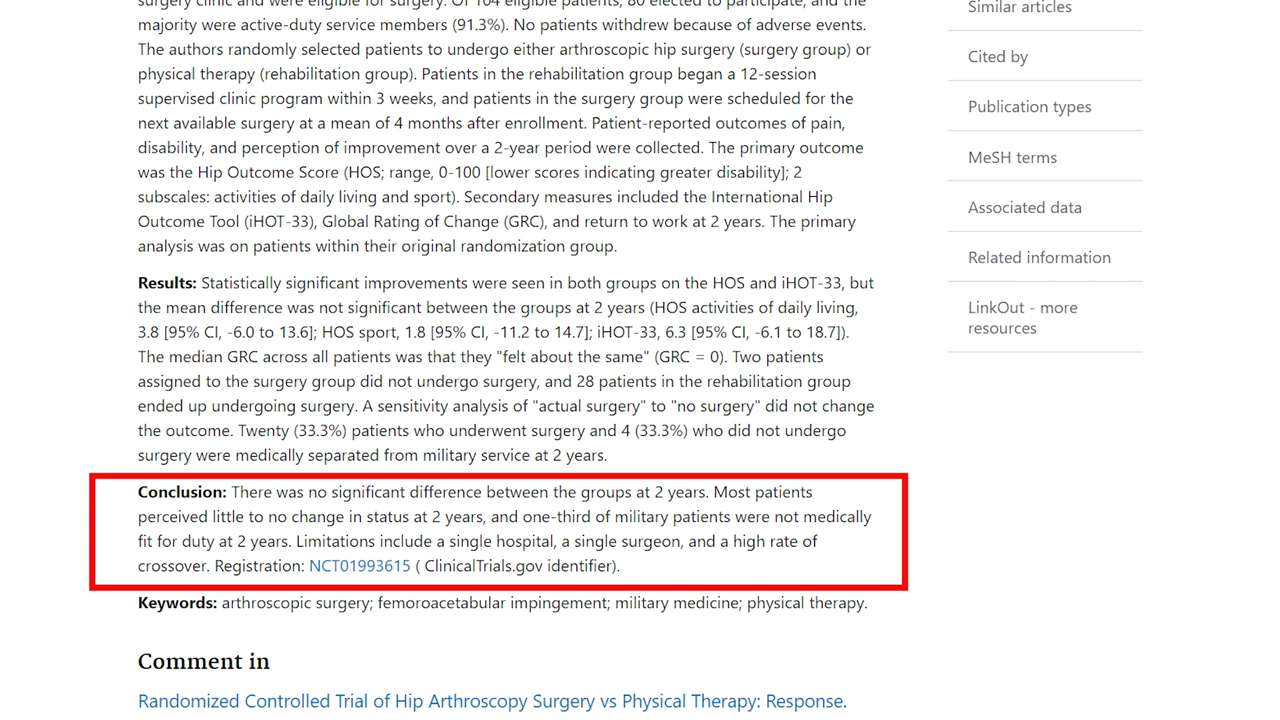 surgery clinic and were eligible for surgery. Of 104 eligible patients, 80 elected to participate, and the
majority were active-duty service members (91.3%). No patients withdrew because of adverse events.
The authors randomly selected patients to undergo either arthroscopic hip surgery (surgery group) or
physical therapy (rehabilitation group). Patients in the rehabilitation group began a 12-session
supervised clinic program within 3 weeks, and patients in the surgery group were scheduled for the
next available surgery at a mean of 4 months after enrollment. Patient-reported outcomes of pain,
disability, and perception of improvement over a 2-year period were collected. The primary outcome
was the Hip Outcome Score (HOS; range, 0-100 [lower scores indicating greater disability]; 2
subscales: activities of daily living and sport). Secondary measures included the International Hip
Outcome Tool (iHOT-33), Global Rating of Change (GRC), and return to work at 2 years. The primary
analysis was on patients within their original randomization group.
Results: Statistically significant improvements were seen in both groups on the HOS and iHOT-33, but
the mean difference was not significant between the groups at 2 years (HOS activities of daily living,
3.8 [95% CI, -6.0 to 13.6]; HOS sport, 1.8 [95% CI, -11.2 to 14.7]; iHOT-33, 6.3 [95% CI, -6.1 to 18.7]).
The median GRC across all patients was that they "felt about the same" (GRC = 0). Two patients
assigned to the surgery group did not undergo surgery, and 28 patients in the rehabilitation group
ended up undergoing surgery. A sensitivity analysis of "actual surgery" to "no surgery" did not change
the outcome. Twenty (33.3%) patients who underwent surgery and 4 (33.3%) who did not undergo
surgery were medically separated from military service at 2 years.
Conclusion: There was no significant difference between the groups at 2 years. Most patients
perceived little to no change in status at 2 years, and one-third of military patients were not medically
fit for duty at 2 years. Limitations include a single hospital, a single surgeon, and a high rate of
crossover. Registration: NCT01993615 ( ClinicalTrials.gov identifier).
Keywords: arthroscopic surgery; femoroacetabular impingement; military medicine; physical therapy.
Comment in
Randomized Controlled Trial of Hip Arthroscopy Surgery vs Physical Therapy: Response.
Similar articles
Cited by
Publication types
MeSH terms
Associated data
Related information
LinkOut - more
resources